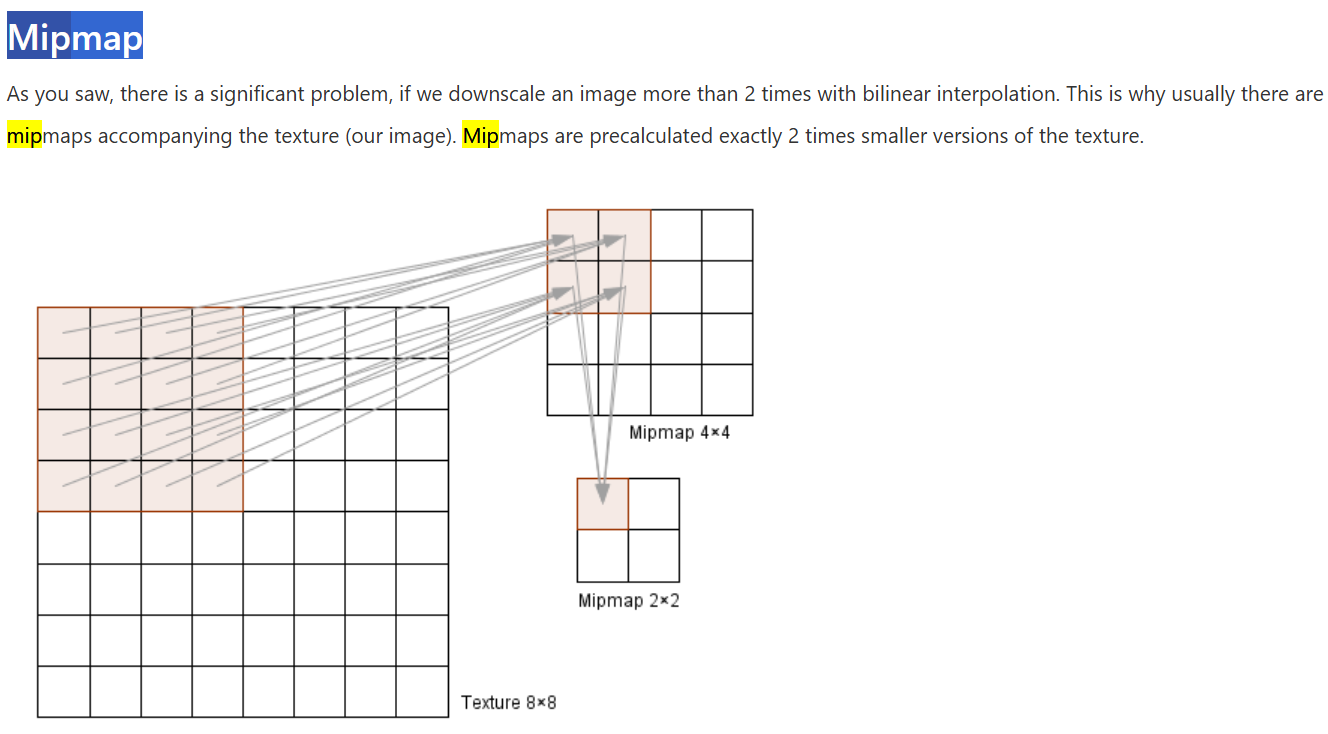 Mipmap
As you saw, there is a significant problem, if we downscale an image more than 2 times with bilinear interpolation. This is why usually there are
mipmaps accompanying the texture (our image). Mipmaps are precalculated exactly 2 times smaller versions of the texture.
Mipmap 4×4
Mipmap 2×2
Texture 8×8